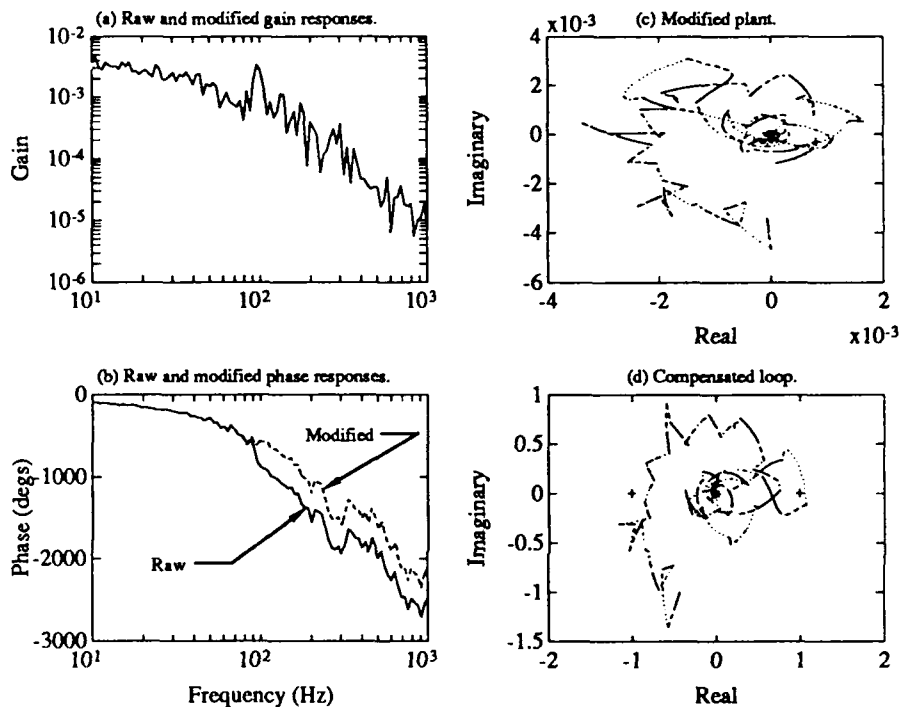 (a) Raw and modified gain responses.
10-2
10-3
10-4
10-5
10-6
Gain
101
102
103
(c) Modified plant.
x10-3
4
2
0
-2
-4
-6
Imaginary
-4
-2
0
2
Real
x10-3
(b) Raw and modified phase responses.
0
1000
-2000
-3000
Phase (degs)
Modified
Raw
101
102
103
Frequency (Hz)
(d) Compensated loop.
1
0.5
0
-0.5
-1
-1.5
Imaginary
-2
-1
0
1
2
Real